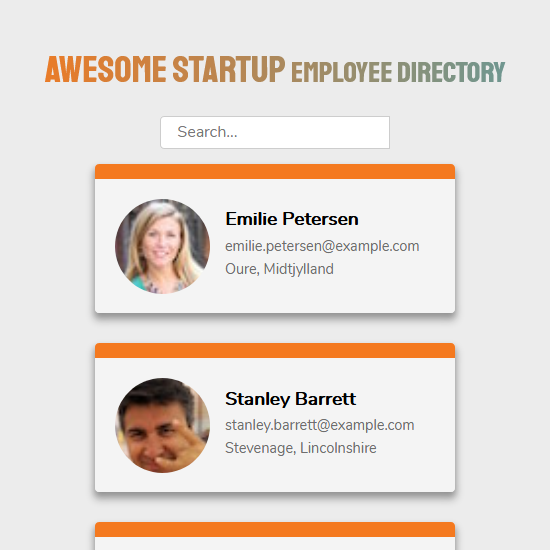 AWESOME STARTUP EMPLOYEE DIRECTORY
Search...
Emilie Petersen
emilie.petersen@example.com
Oure, Midtjylland
Stanley Barrett
stanley.barrett@example.com
Stevenage, Lincolnshire